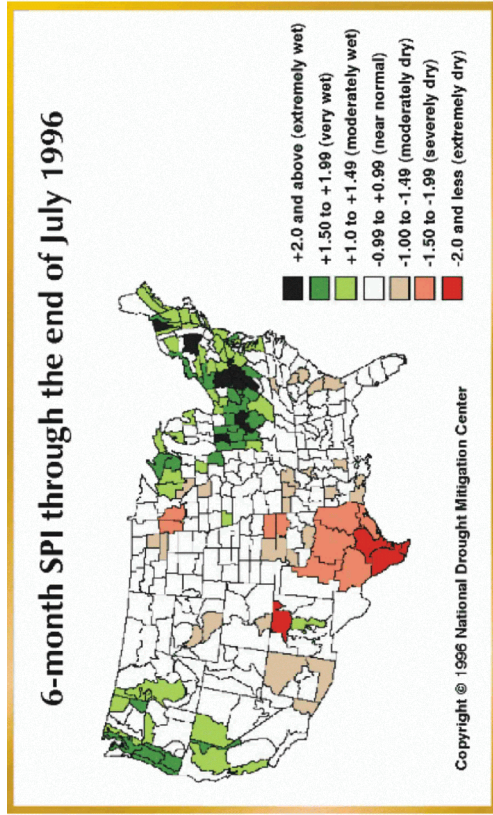 6-month SPI through the end of July 1996
+2.0 and above (extremely wet)
+1.50 to +1.99 (very wet)
+1.0 to +1.49 (moderately wet)
-0.99 to +0.99 (near normal)
-1.00 to -1.49 (moderately dry)
-1.50 to -1.99 (severely dry)
-2.0 and less (extremely dry)
Copyright © 1996 National Drought Mitigation Center